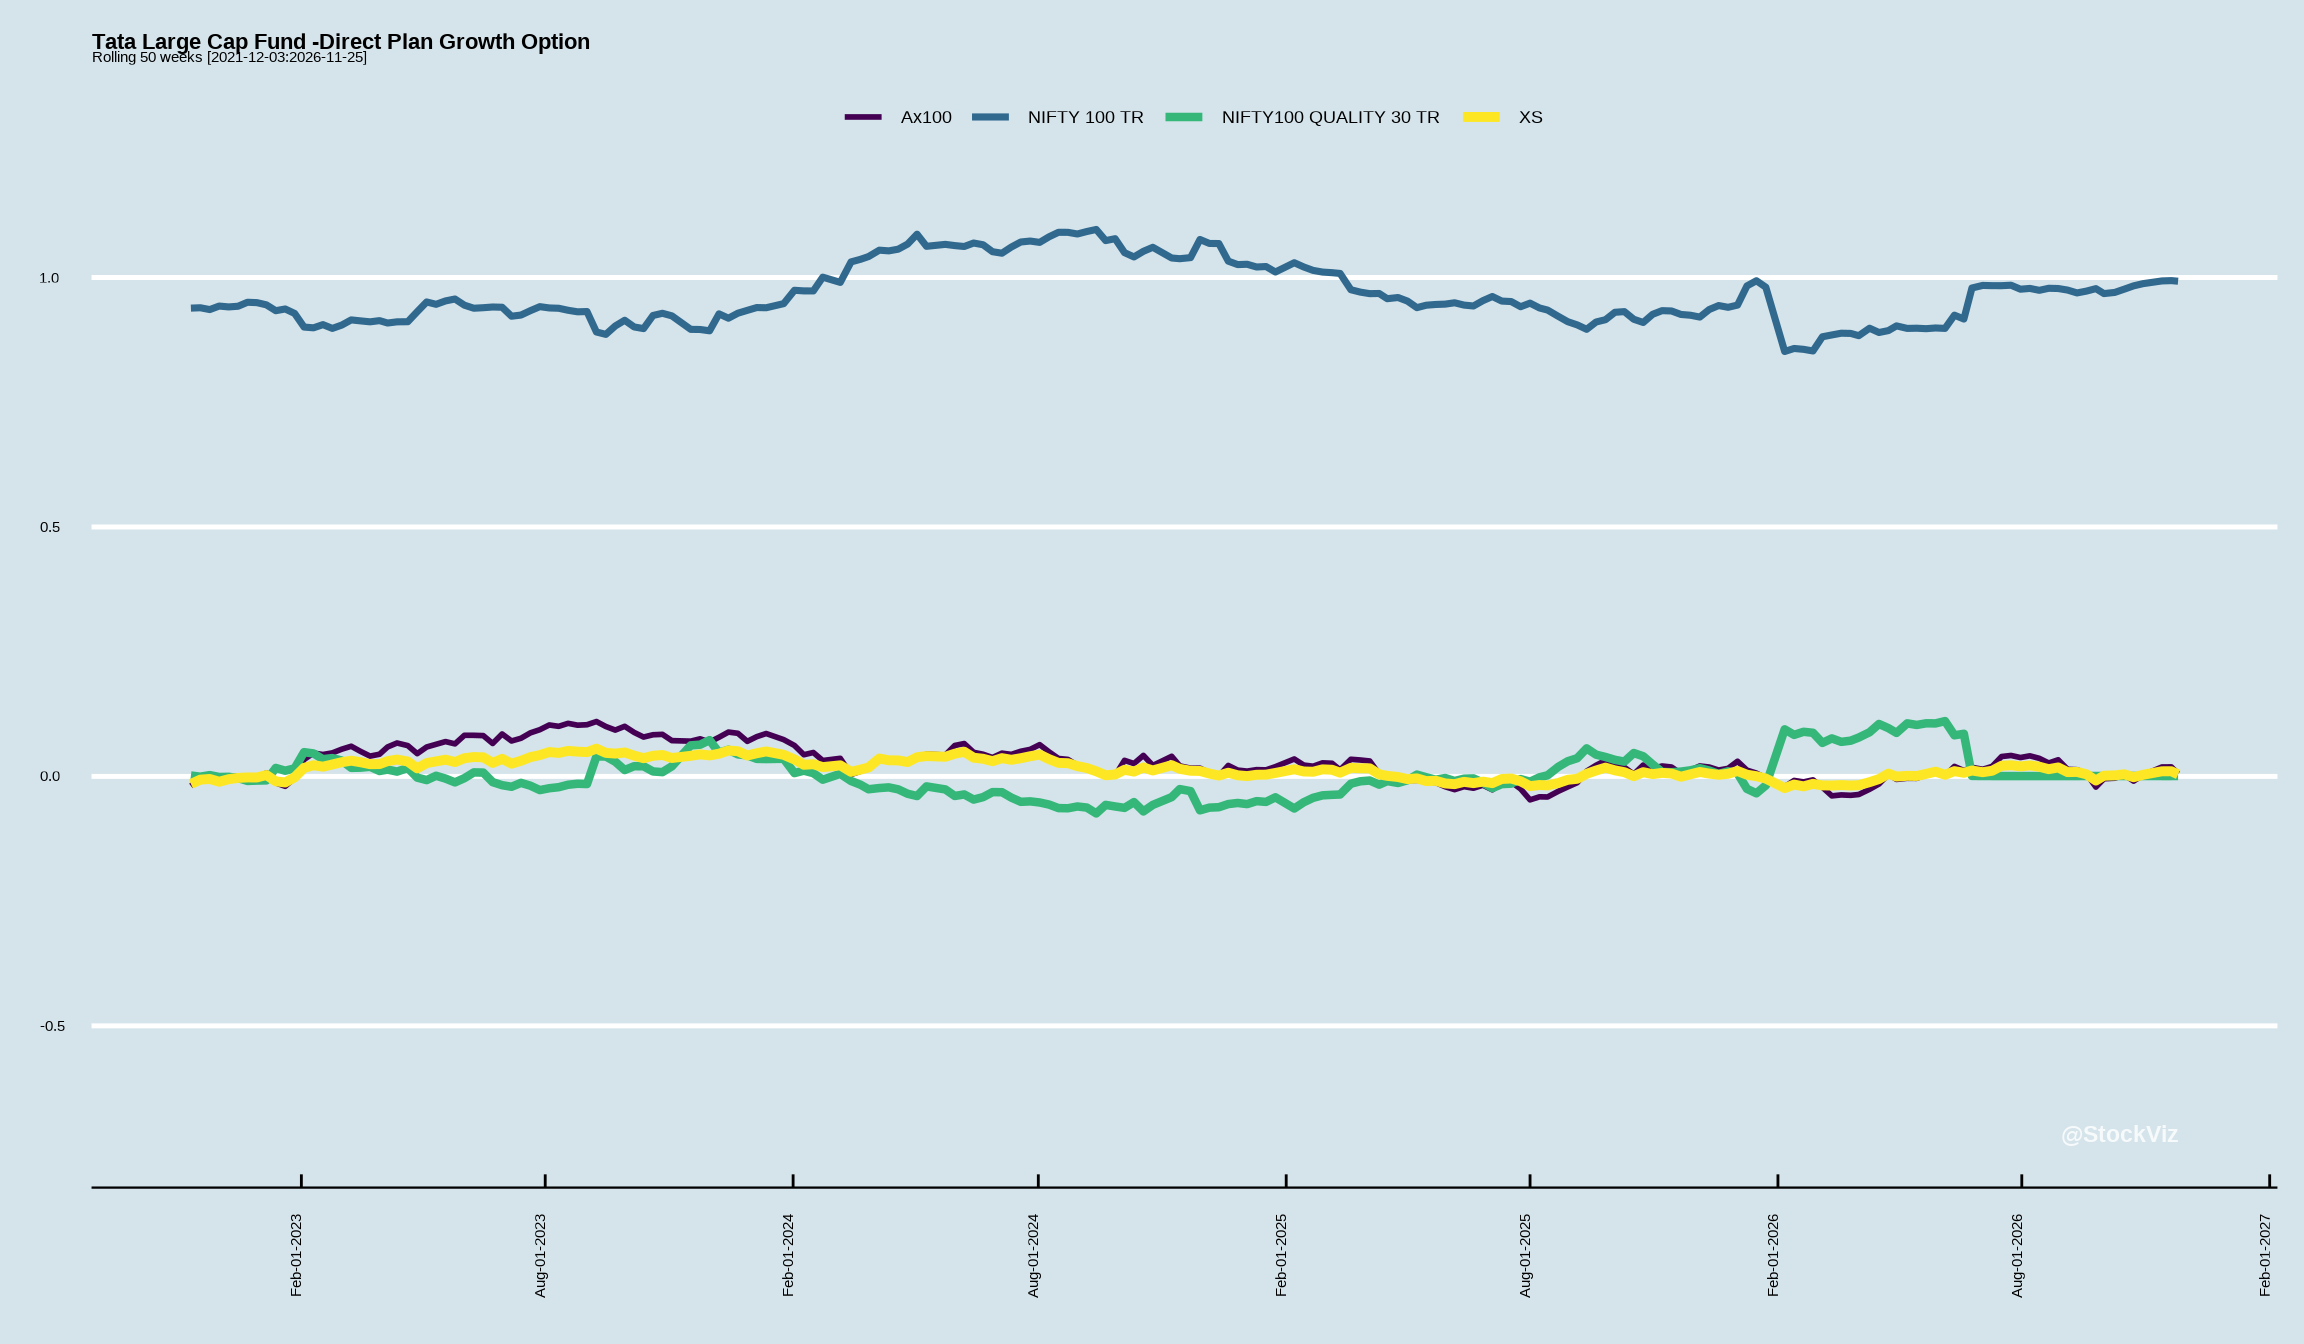 Tata Large Cap Fund -Direct Plan Growth Option
Rolling 50 weeks [2021-12-03:2026-11-25]
Ax100 NIFTY 100 TR NIFTY100 QUALITY 30 TR XS
1.0
0.5
0.0
-0.5
@StockViz
Feb-01-2023
Aug-01-2023
Feb-01-2024
Aug-01-2024
Feb-01-2025
Aug-01-2025
Feb-01-2026
Aug-01-2026
Feb-01-2027